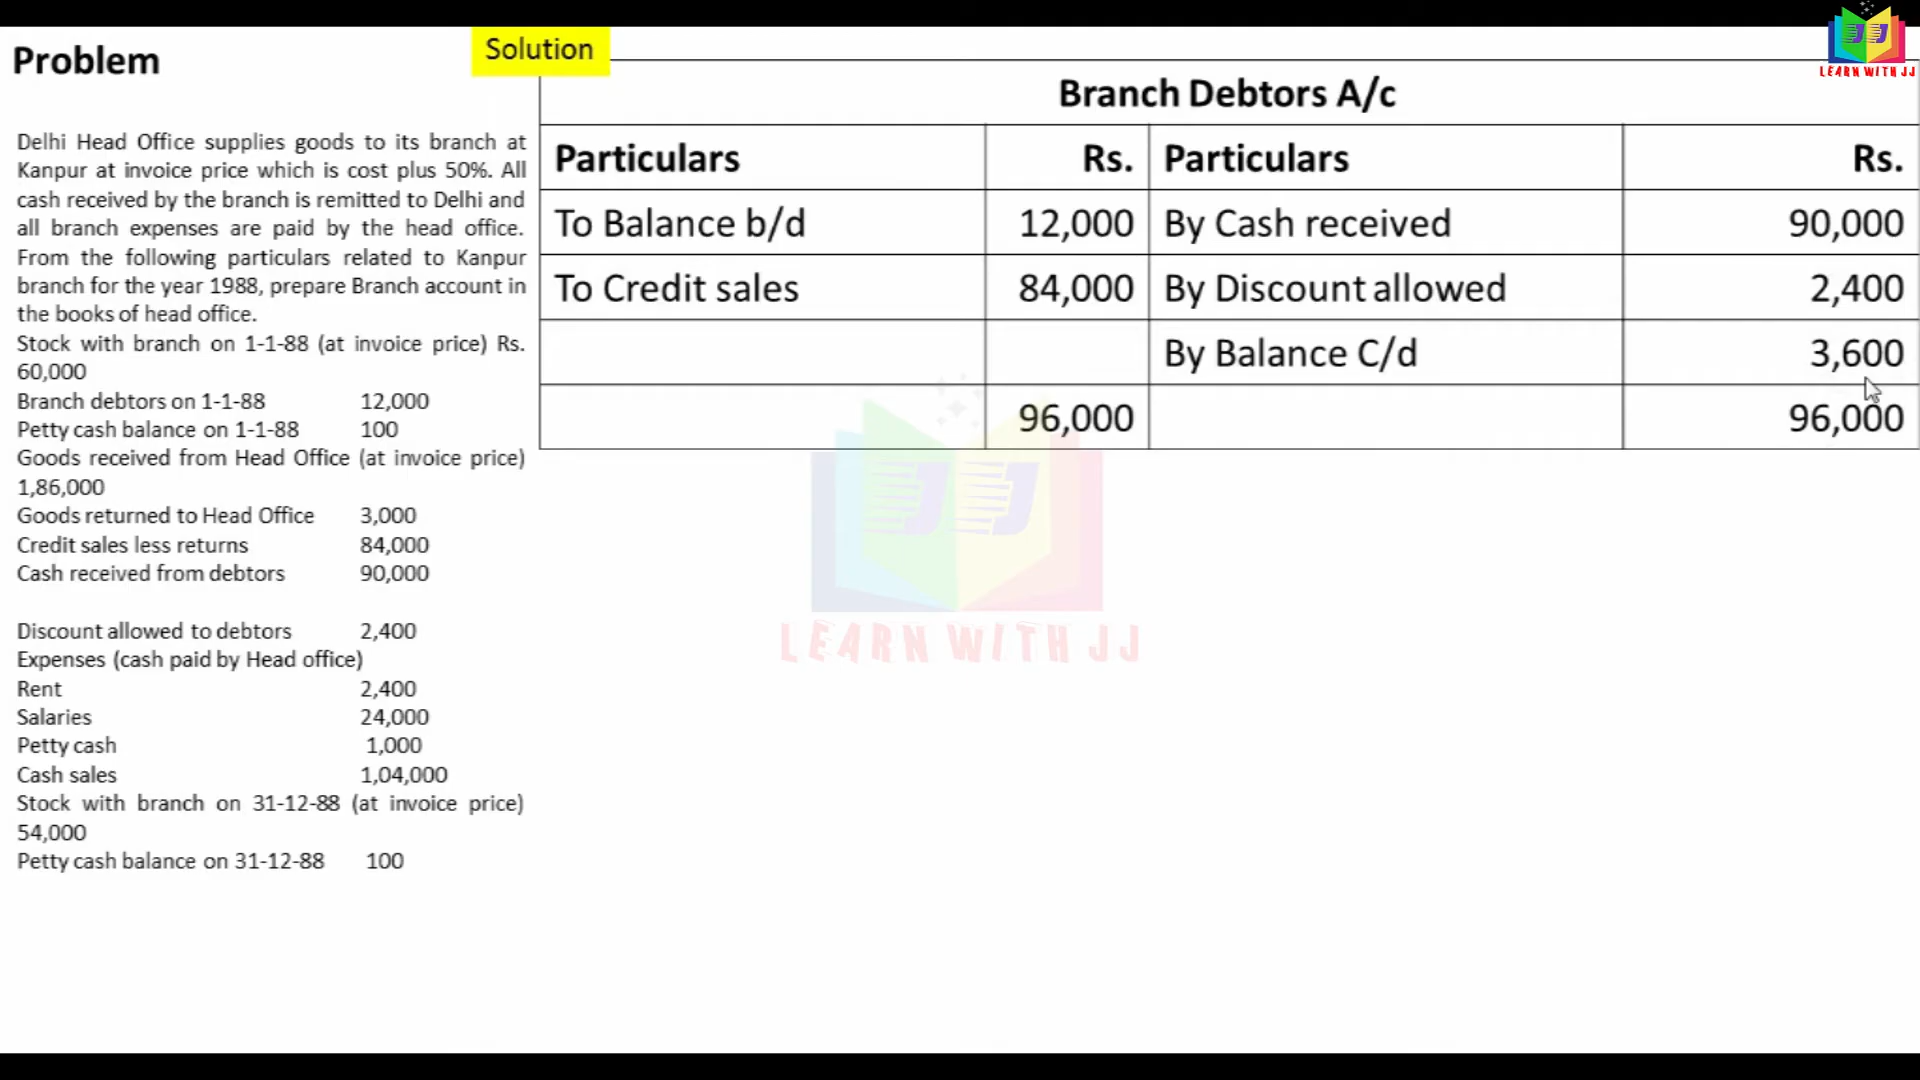 Problem
Solution
LEARN WITH JJ
Delhi Head Office supplies goods to its branch at
Kanpur at invoice price which is cost plus 50%. All
cash received by the branch is remitted to Delhi and
all branch expenses are paid by the head office.
From the following particulars related to Kanpur
branch for the year 1988, prepare Branch account in
the books of head office.
Stock with branch on 1-1-88 (at invoice price) Rs.
60,000
Branch debtors on 1-1-88 12,000
Petty cash balance on 1-1-88 100
Goods received from Head Office (at invoice price)
1,86,000
Goods returned to Head Office 3,000
Credit sales less returns 84,000
Cash received from debtors 90,000
Discount allowed to debtors 2,400
Expenses (cash paid by Head office)
Rent 2,400
Salaries 24,000
Petty cash 1,000
Cash sales 1,04,000
Stock with branch on 31-12-88 (at invoice price)
54,000
Petty cash balance on 31-12-88 100
Branch Debtors A/c
Particulars Rs. Particulars Rs.
To Balance b/d 12,000 By Cash received 90,000
To Credit sales 84,000 By Discount allowed 2,400
By Balance C/d 3,600
96,000 96,000
JJ
LEARN WITH JJ